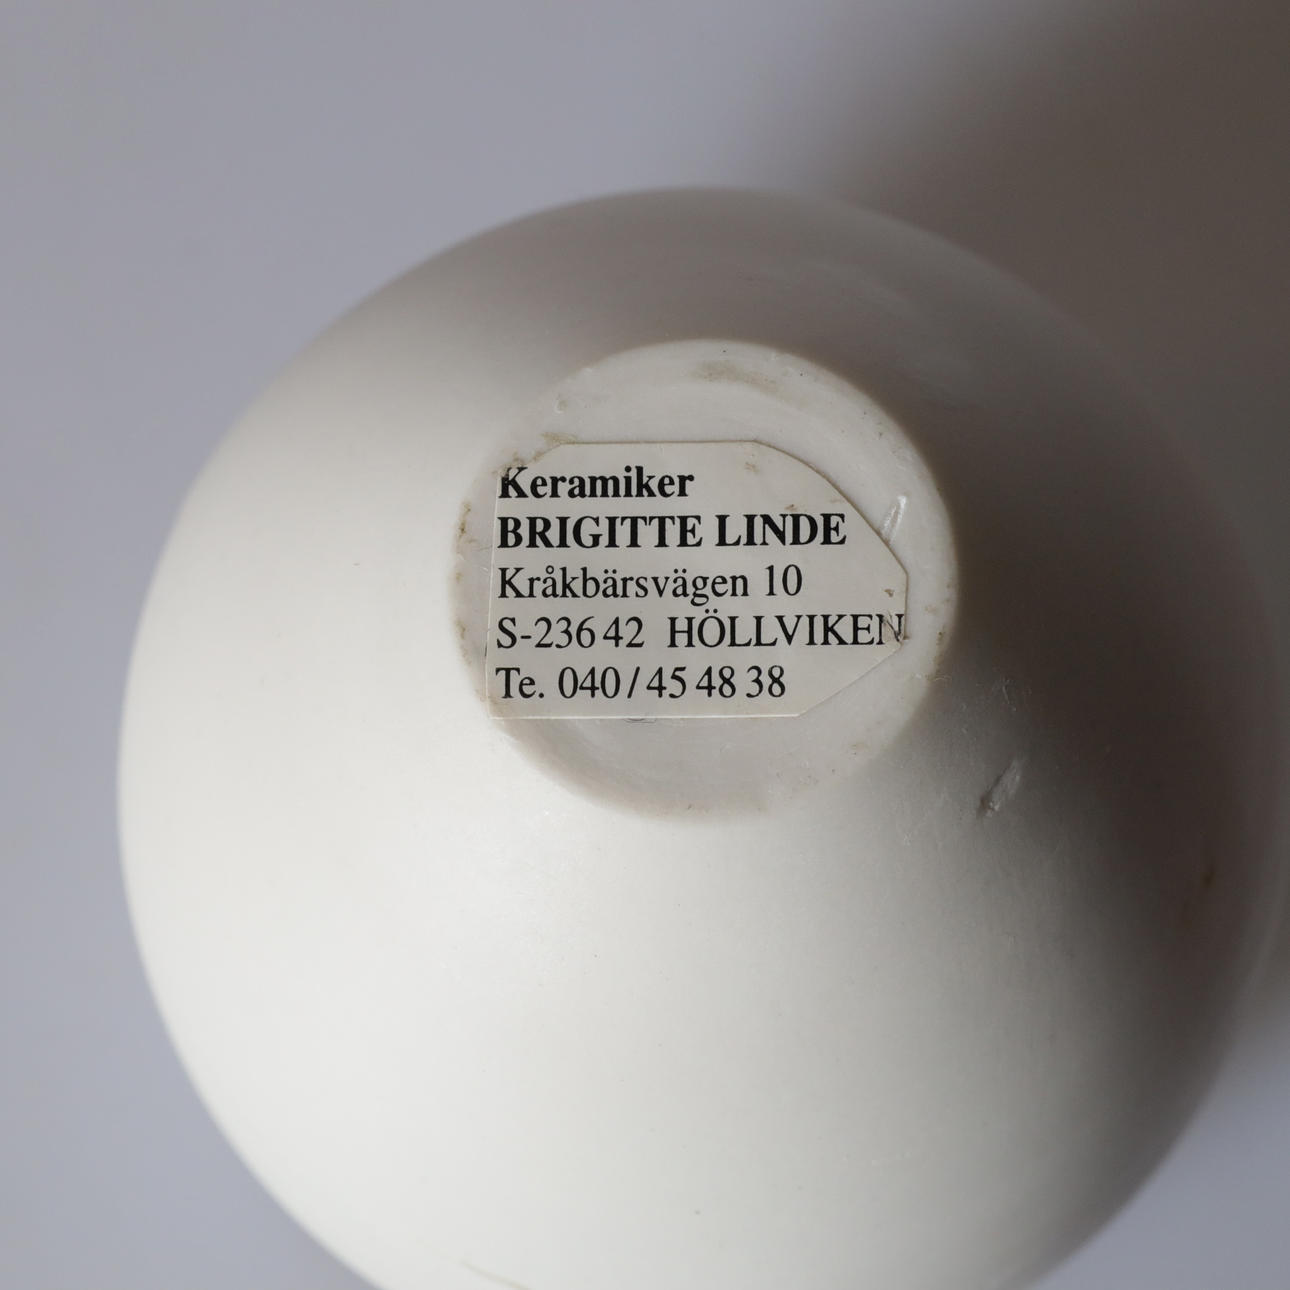 Keramiker
BRIGITTE LINDE
Kråkbärsvägen 10
S-236 42 HÖLLVIKEN
Te. 040/45 48 38